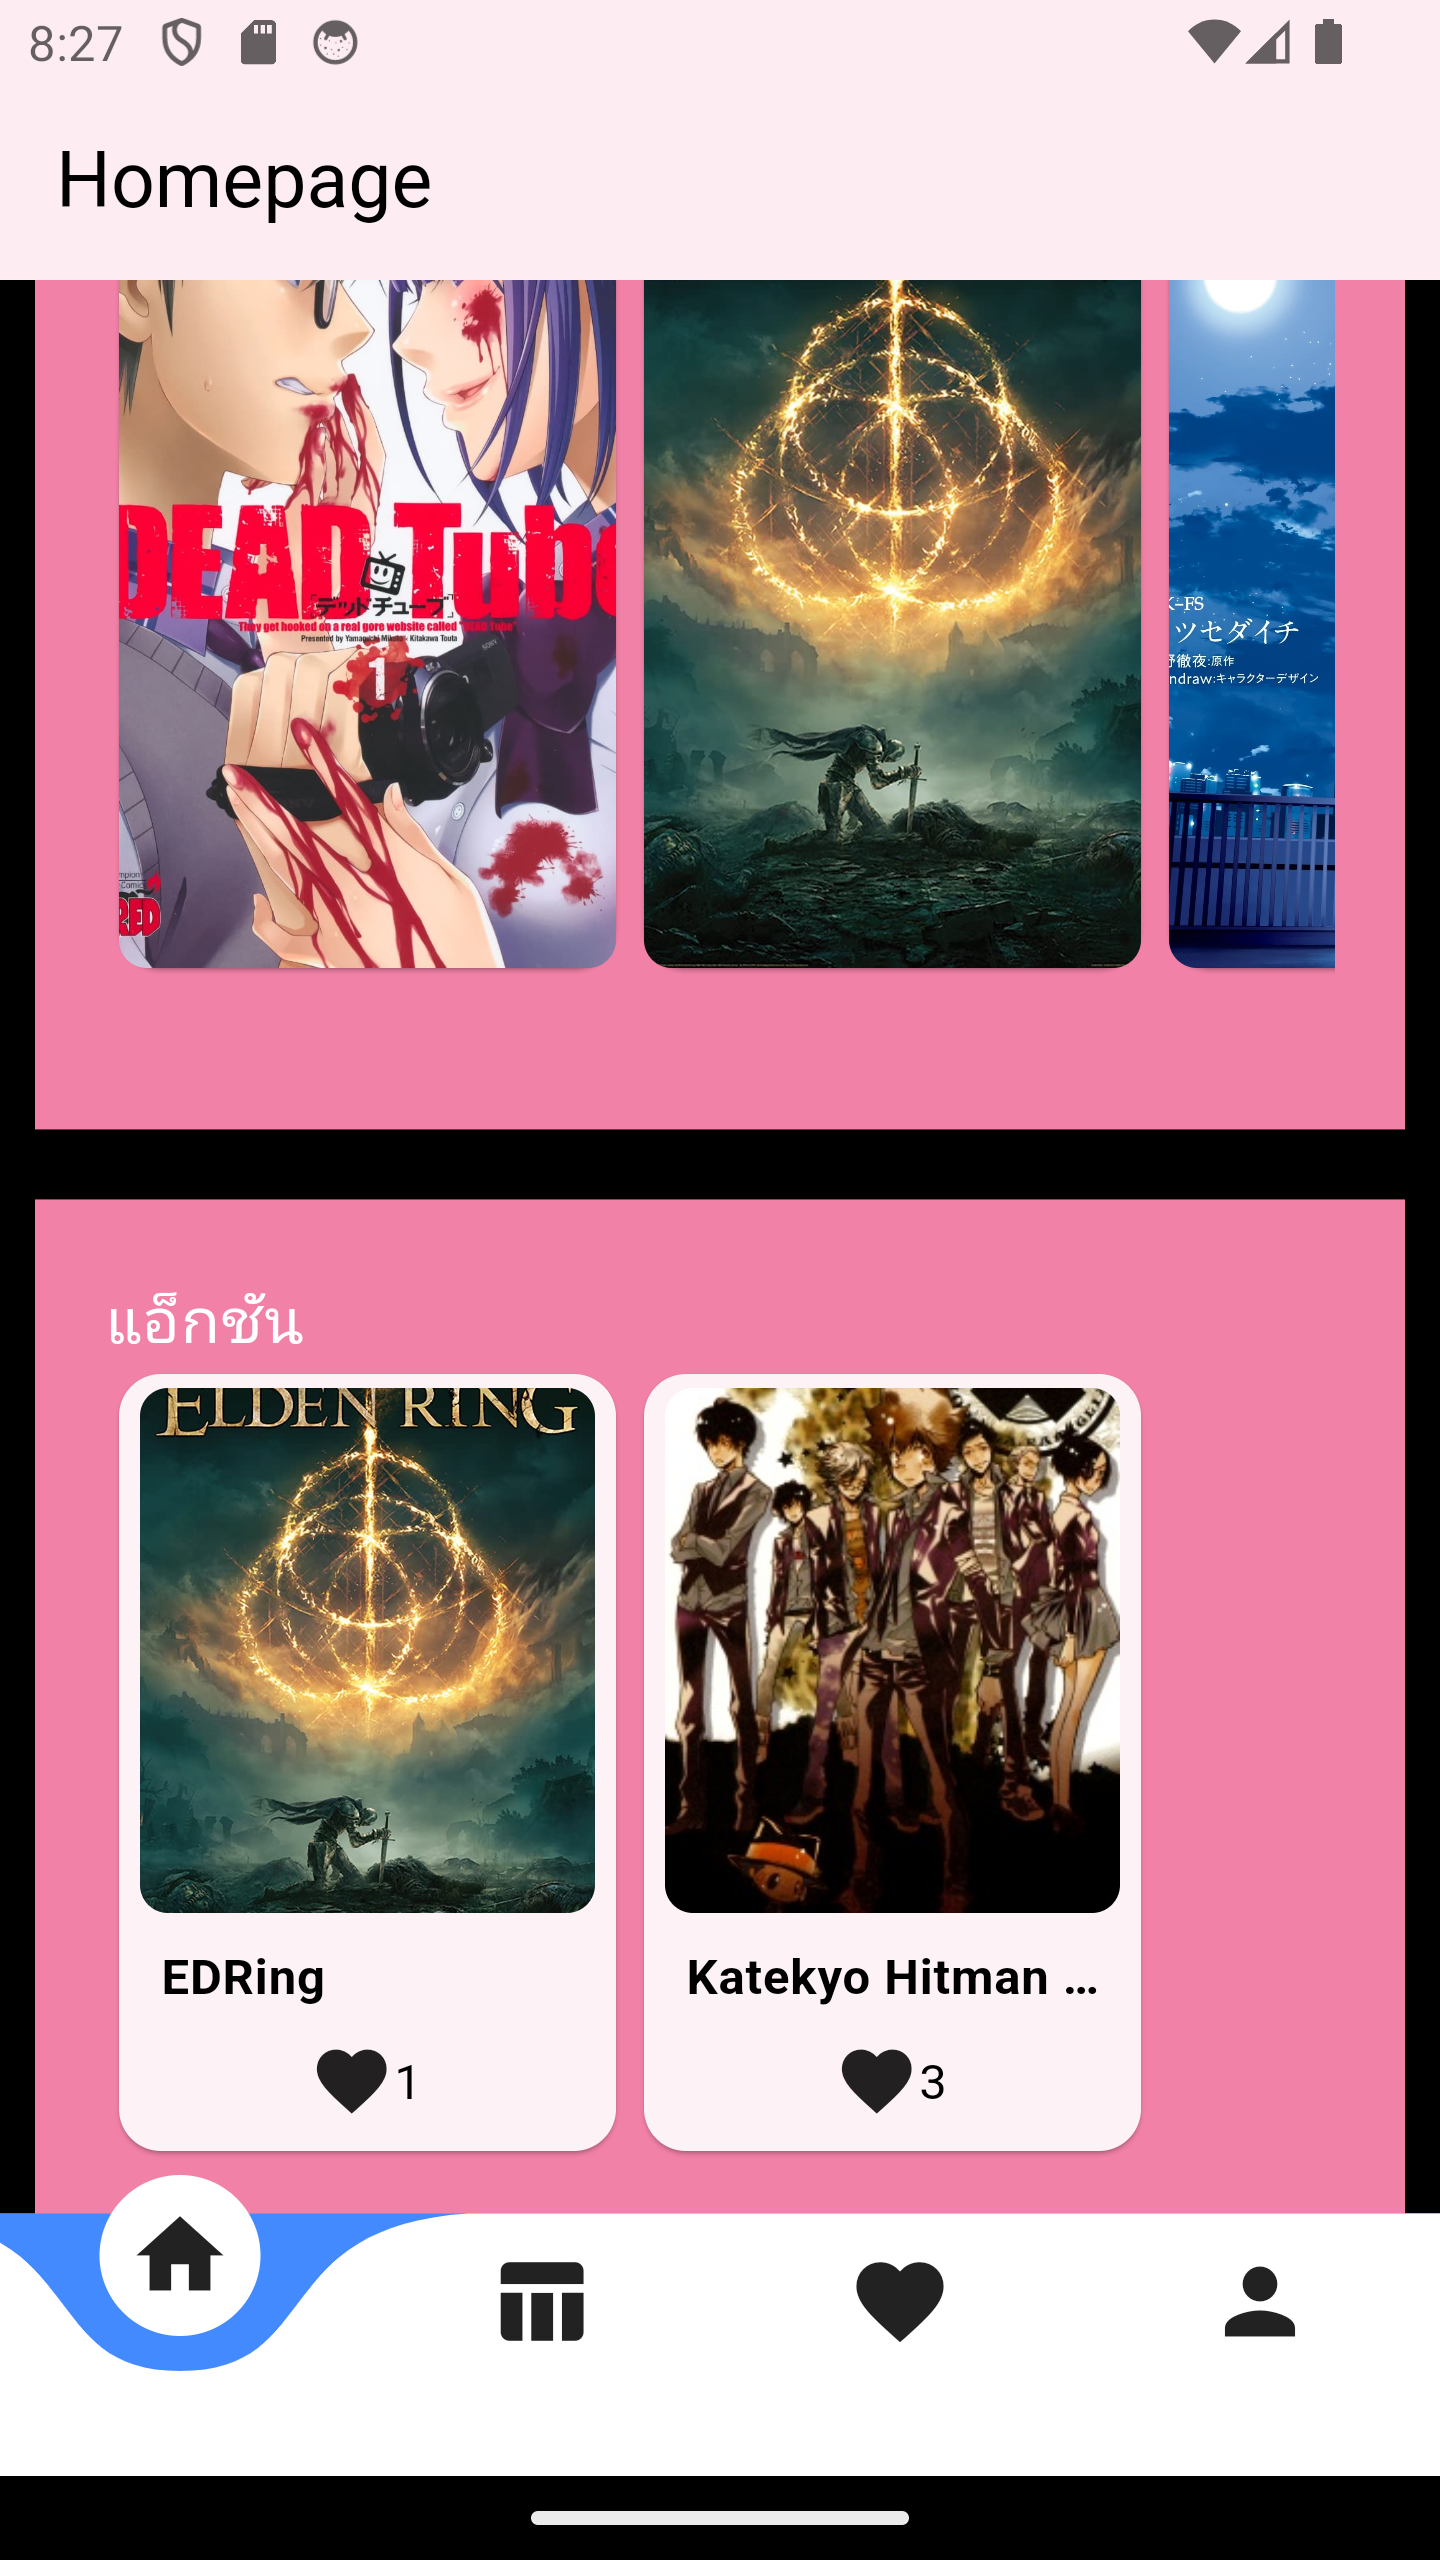 8:27
Homepage
DEAD Tube
「デッドチューブ」
They get hooked on a real gore website called "DEAD Tube"
Presented by Yamaguchi Mikoto × Kitakawa Touta
1
SONY
RED
K-FS
ツセダイチ
野徹夜:原作
ndraw:キャラクターデザイン
แอ็กชัน
ELDEN RING
EDRing
Katekyo Hitman ...
1
3